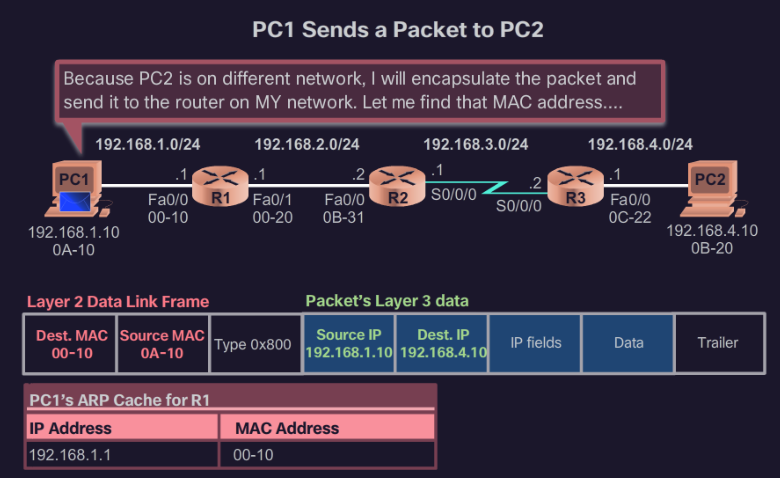 PC1 Sends a Packet to PC2
Because PC2 is on different network, I will encapsulate the packet and
send it to the router on MY network. Let me find that MAC address....
192.168.1.0/24
192.168.2.0/24
192.168.3.0/24
192.168.4.0/24
PC1
.1
R1
.1
.2
R2
.1
.2
R3
.1
PC2
Fa0/0
00-10
Fa0/1
00-20
Fa0/0
0B-31
S0/0/0
S0/0/0
Fa0/0
0C-22
192.168.1.10
0A-10
192.168.4.10
0B-20
Layer 2 Data Link Frame
Packet's Layer 3 data
Dest. MAC
00-10
Source MAC
0A-10
Type 0x800
Source IP
192.168.1.10
Dest. IP
192.168.4.10
IP fields
Data
Trailer
PC1's ARP Cache for R1
IP Address
MAC Address
192.168.1.1
00-10